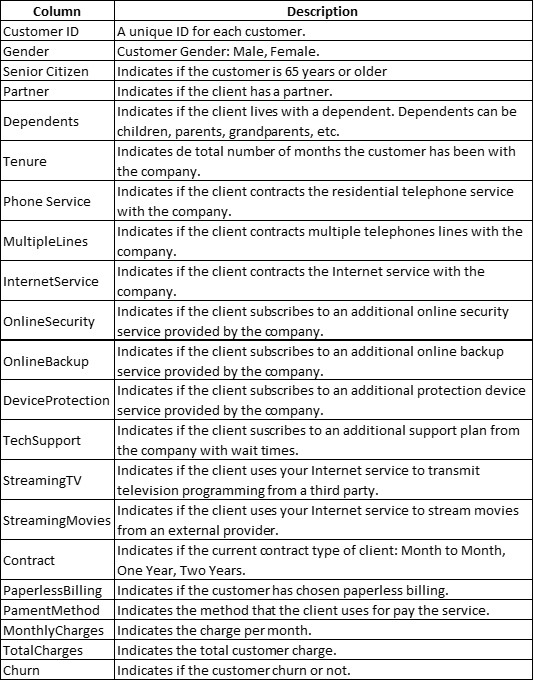 Column Description
Customer ID A unique ID for each customer.
Gender Customer Gender: Male, Female.
Senior Citizen Indicates if the customer is 65 years or older
Partner Indicates if the client has a partner.
Dependents Indicates if the client lives with a dependent. Dependents can be
children, parents, grandparents, etc.
Tenure Indicates de total number of months the customer has been with
the company.
Phone Service Indicates if the client contracts the residential telephone service
with the company.
MultipleLines Indicates if the client contracts multiple telephones lines with the
company.
InternetService Indicates if the client contracts the Internet service with the
company.
OnlineSecurity Indicates if the client subscribes to an additional online security
service provided by the company.
OnlineBackup Indicates if the client subscribes to an additional online backup
service provided by the company.
DeviceProtection Indicates if the client subscribes to an additional protection device
service provided by the company.
TechSupport Indicates if the client suscribes to an additional support plan from
the company with wait times.
StreamingTV Indicates if the client uses your Internet service to transmit
television programming from a third party.
StreamingMovies Indicates if the client uses your Internet service to stream movies
from an external provider.
Contract Indicates if the current contract type of client: Month to Month,
One Year, Two Years.
PaperlessBilling Indicates if the customer has chosen paperless billing.
PamentMethod Indicates the method that the client uses for pay the service.
MonthlyCharges Indicates the charge per month.
TotalCharges Indicates the total customer charge.
Churn Indicates if the customer churn or not.